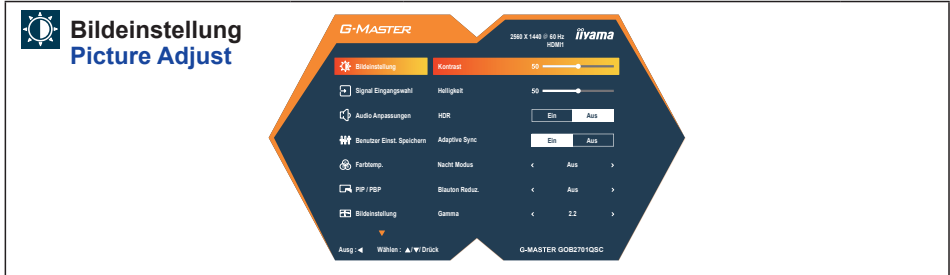 Bildeinstellung
Picture Adjust
G-MASTER
2560 X 1440 @ 60 Hz
HDMI1
iiyama
Bildeinstellung Kontrast 50
Signal Eingangswahl Helligkeit 50
Audio Anpassungen HDR Ein Aus
Benutzer Einst. Speichern Adaptive Sync Ein Aus
Farbtemp. Nacht Modus ‹ Aus ›
PIP / PBP Blauton Reduz. ‹ Aus ›
Bildeinstellung Gamma ‹ 2.2 ›
▼
Ausg : ◀ Wählen : ▲/▼/ Drück G-MASTER GOB2701QSC